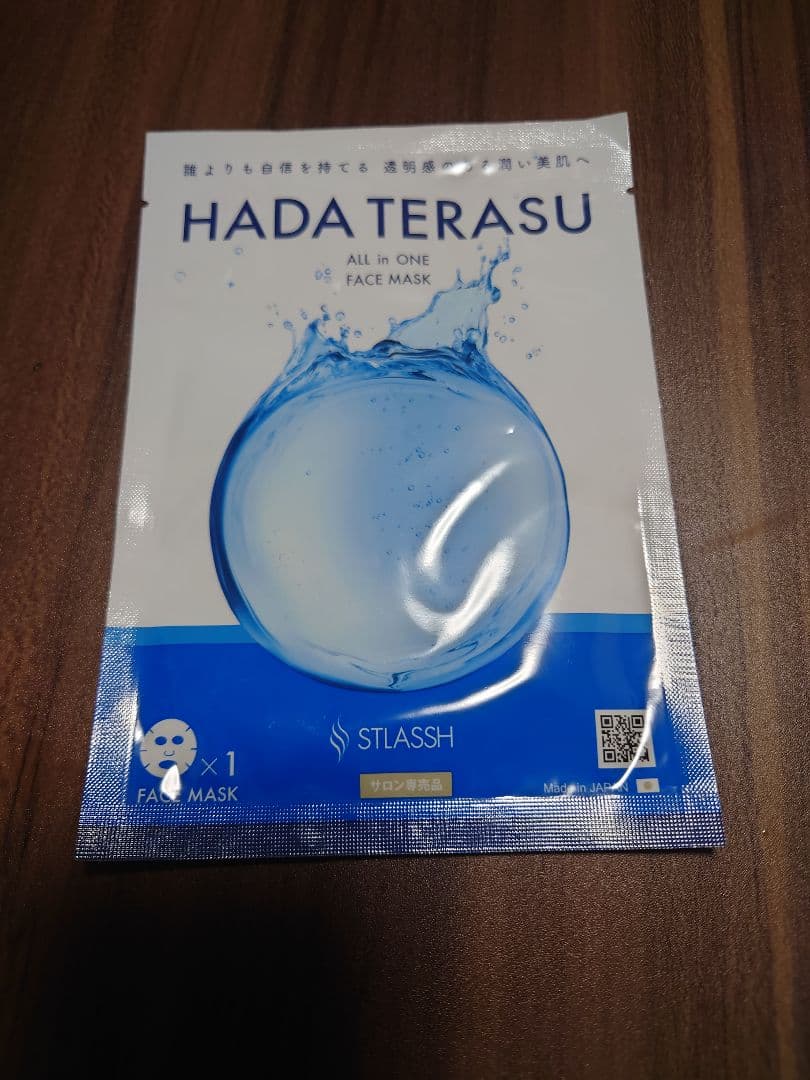 誰よりも自信を持てる 透明感のある潤い美肌へ
HADA TERASU
ALL in ONE
FACE MASK
×1
FACE MASK
STLASSH
サロン専売品
Made in JAPAN